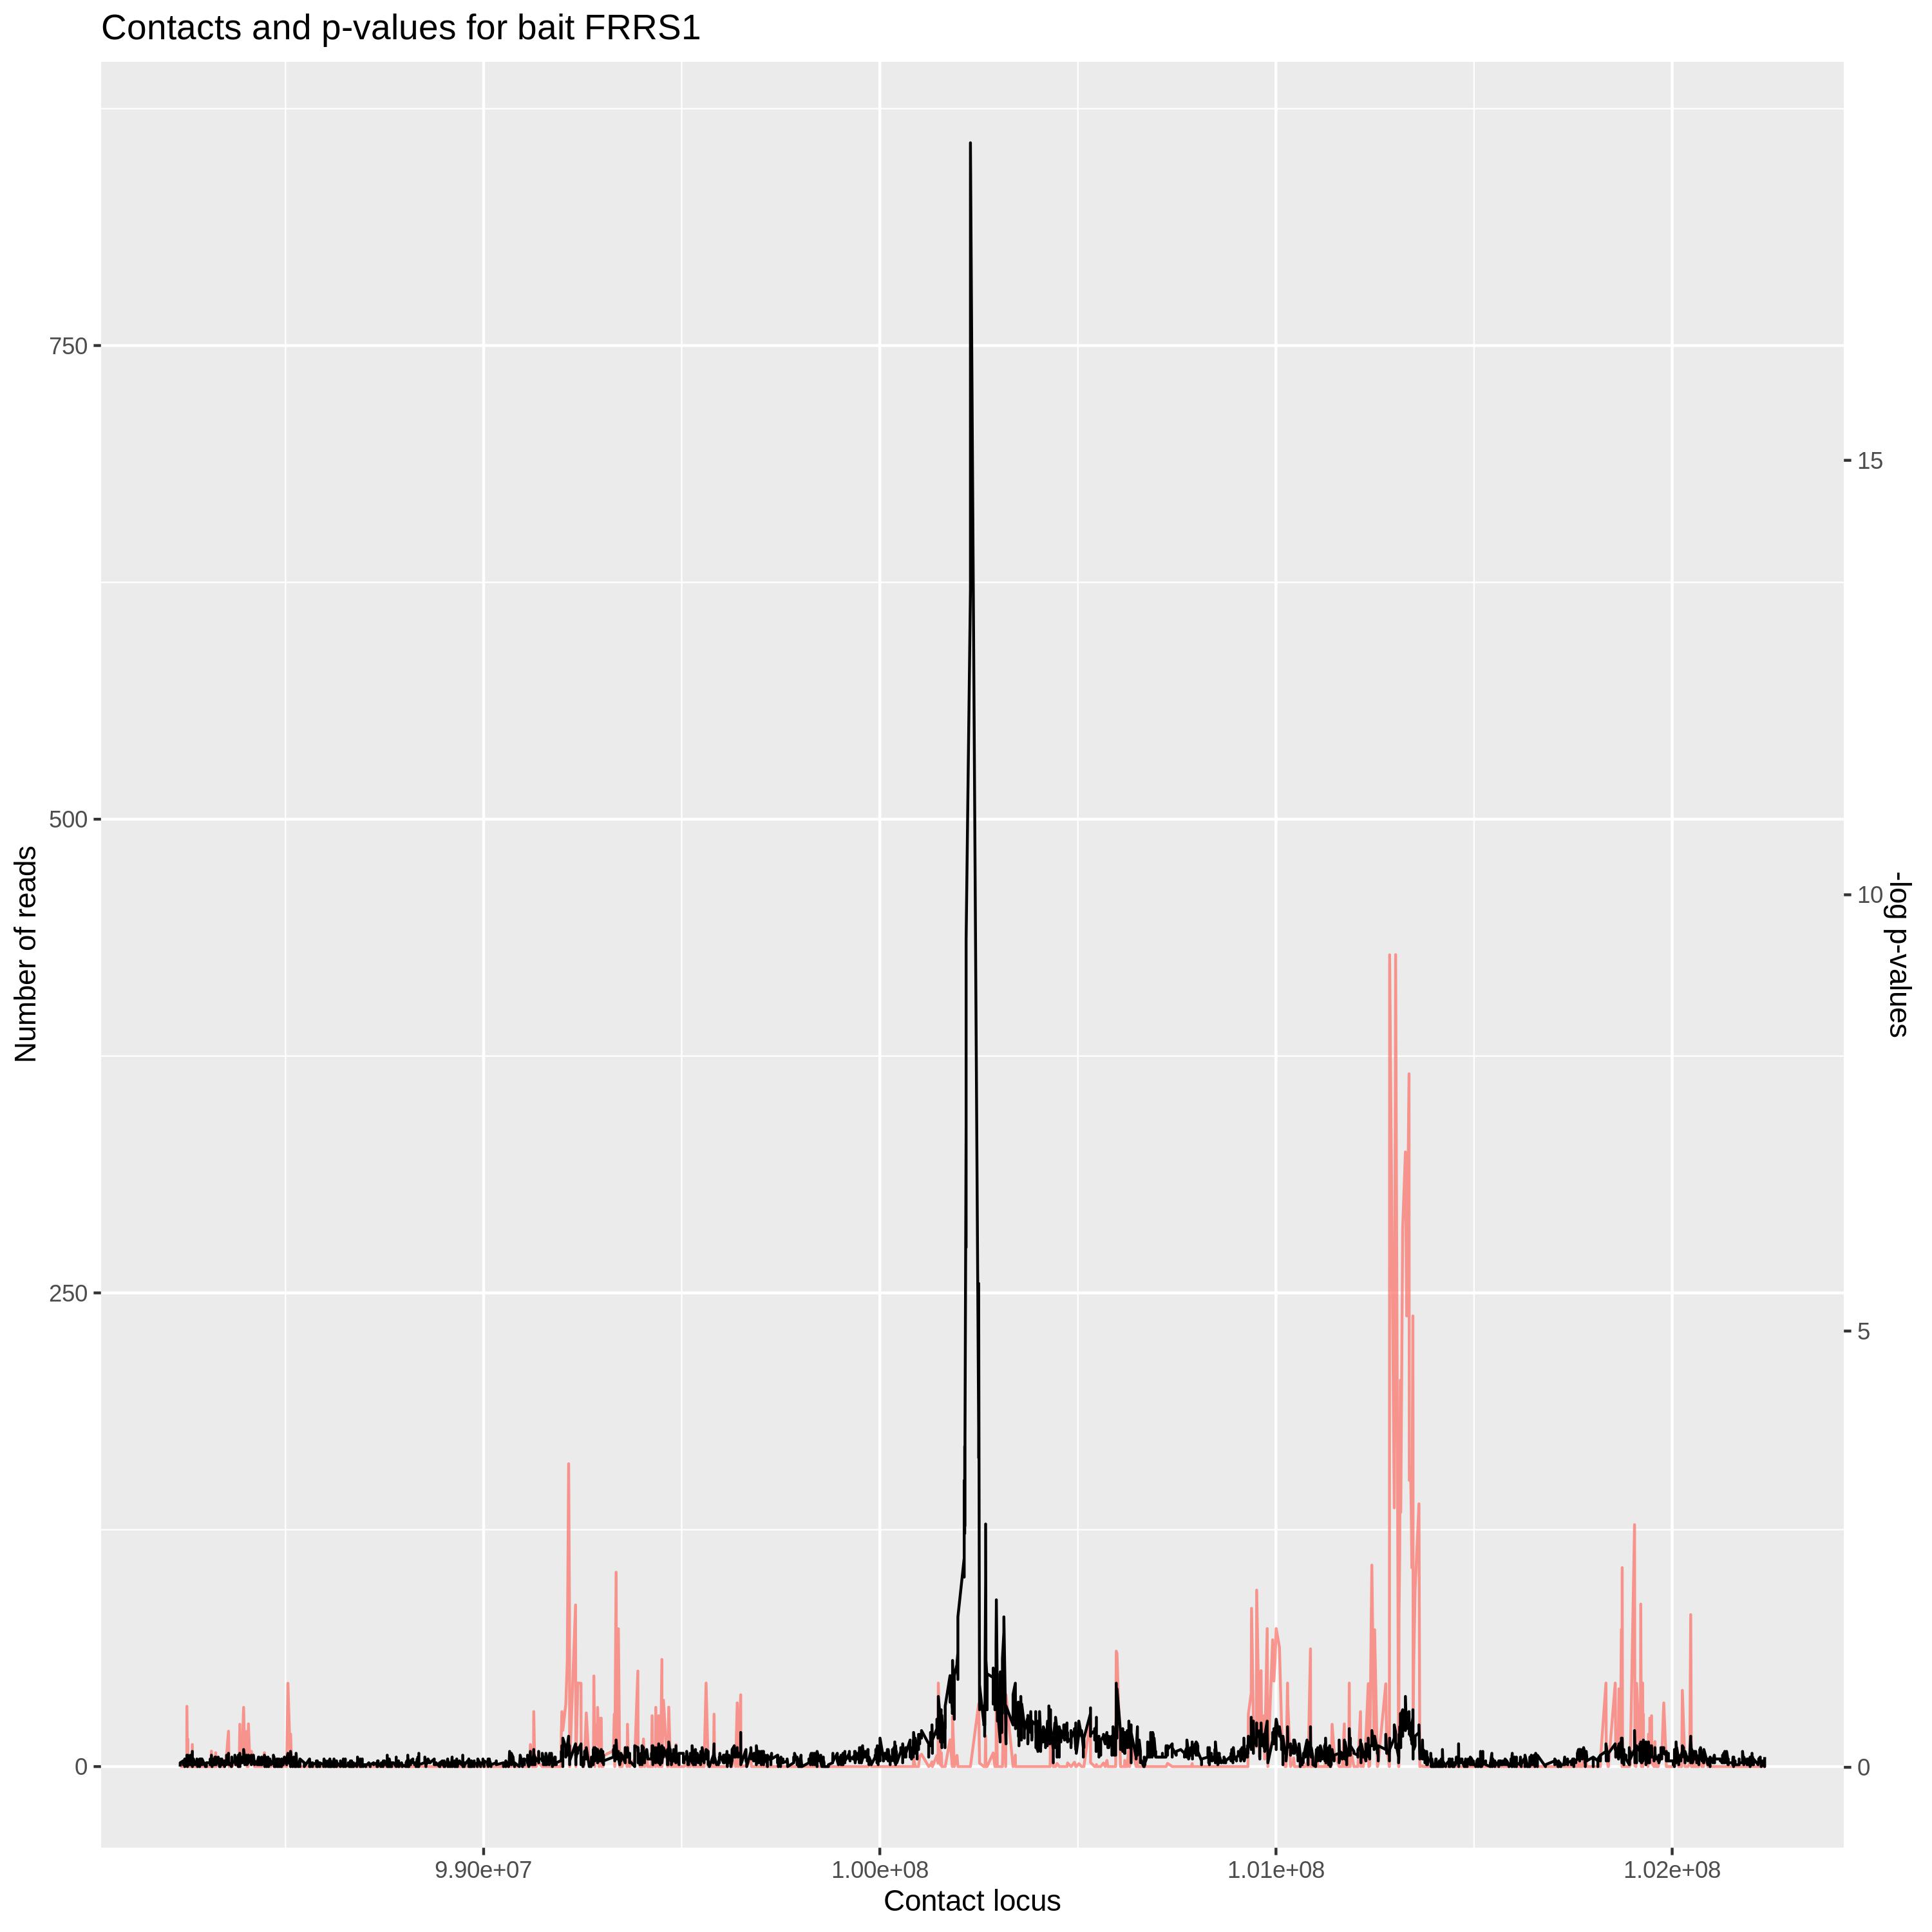 Contacts and p-values for bait FRRS1
750
500
250
0
Number of reads
15
10
5
0
-log p-values
9.90e+07
1.00e+08
1.01e+08
1.02e+08
Contact locus